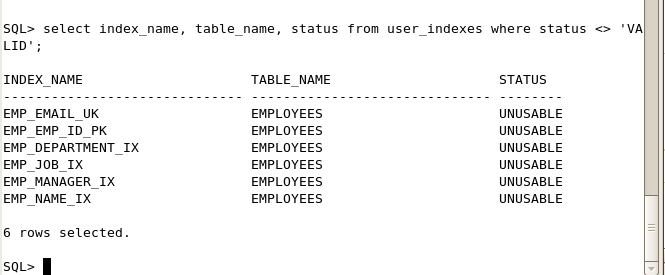 SQL> select index_name, table_name, status from user_indexes where status <> 'VA
LID';
INDEX_NAME                     TABLE_NAME                     STATUS
------------------------------ ------------------------------ --------
EMP_EMAIL_UK                   EMPLOYEES                      UNUSABLE
EMP_EMP_ID_PK                  EMPLOYEES                      UNUSABLE
EMP_DEPARTMENT_IX              EMPLOYEES                      UNUSABLE
EMP_JOB_IX                     EMPLOYEES                      UNUSABLE
EMP_MANAGER_IX                 EMPLOYEES                      UNUSABLE
EMP_NAME_IX                    EMPLOYEES                      UNUSABLE
6 rows selected.
SQL>